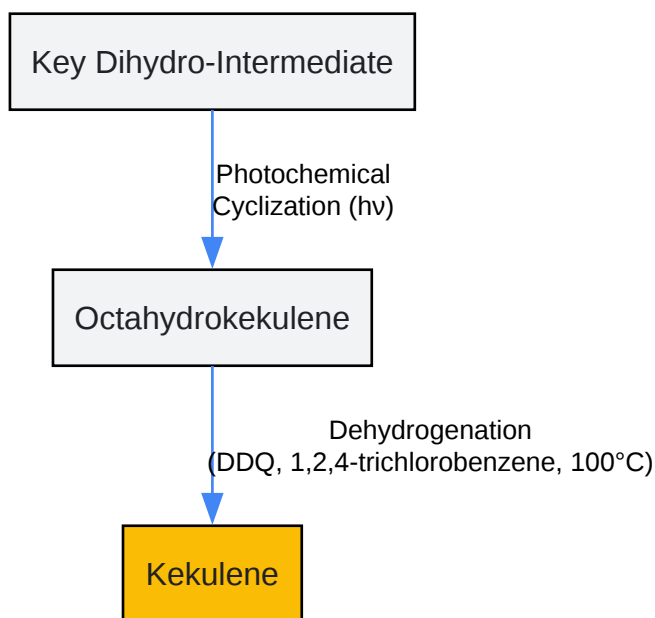 Key Dihydro-Intermediate
Photochemical
Cyclization (hν)
Octahydrokekulene
Dehydrogenation
(DDQ, 1,2,4-trichlorobenzene, 100°C)
Kekulene